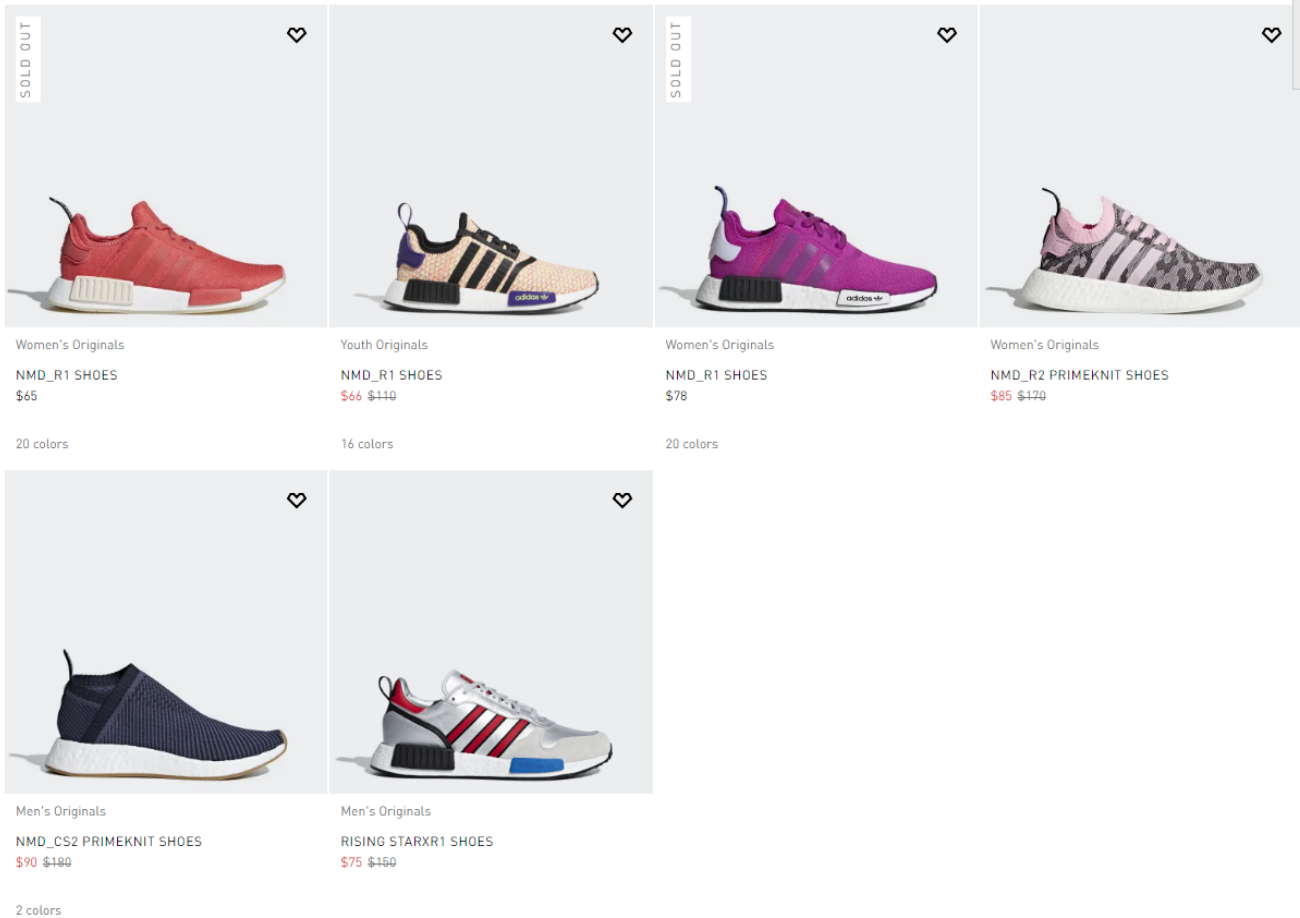 SOLD OUT
Women's Originals
NMD_R1 SHOES
$65
20 colors
adidas
Youth Originals
NMD_R1 SHOES
$66 $110
16 colors
SOLD OUT
adidas
Women's Originals
NMD_R1 SHOES
$78
20 colors
Women's Originals
NMD_R2 PRIMEKNIT SHOES
$85 $170
Men's Originals
NMD_CS2 PRIMEKNIT SHOES
$90 $180
2 colors
Men's Originals
RISING STARXR1 SHOES
$75 $150